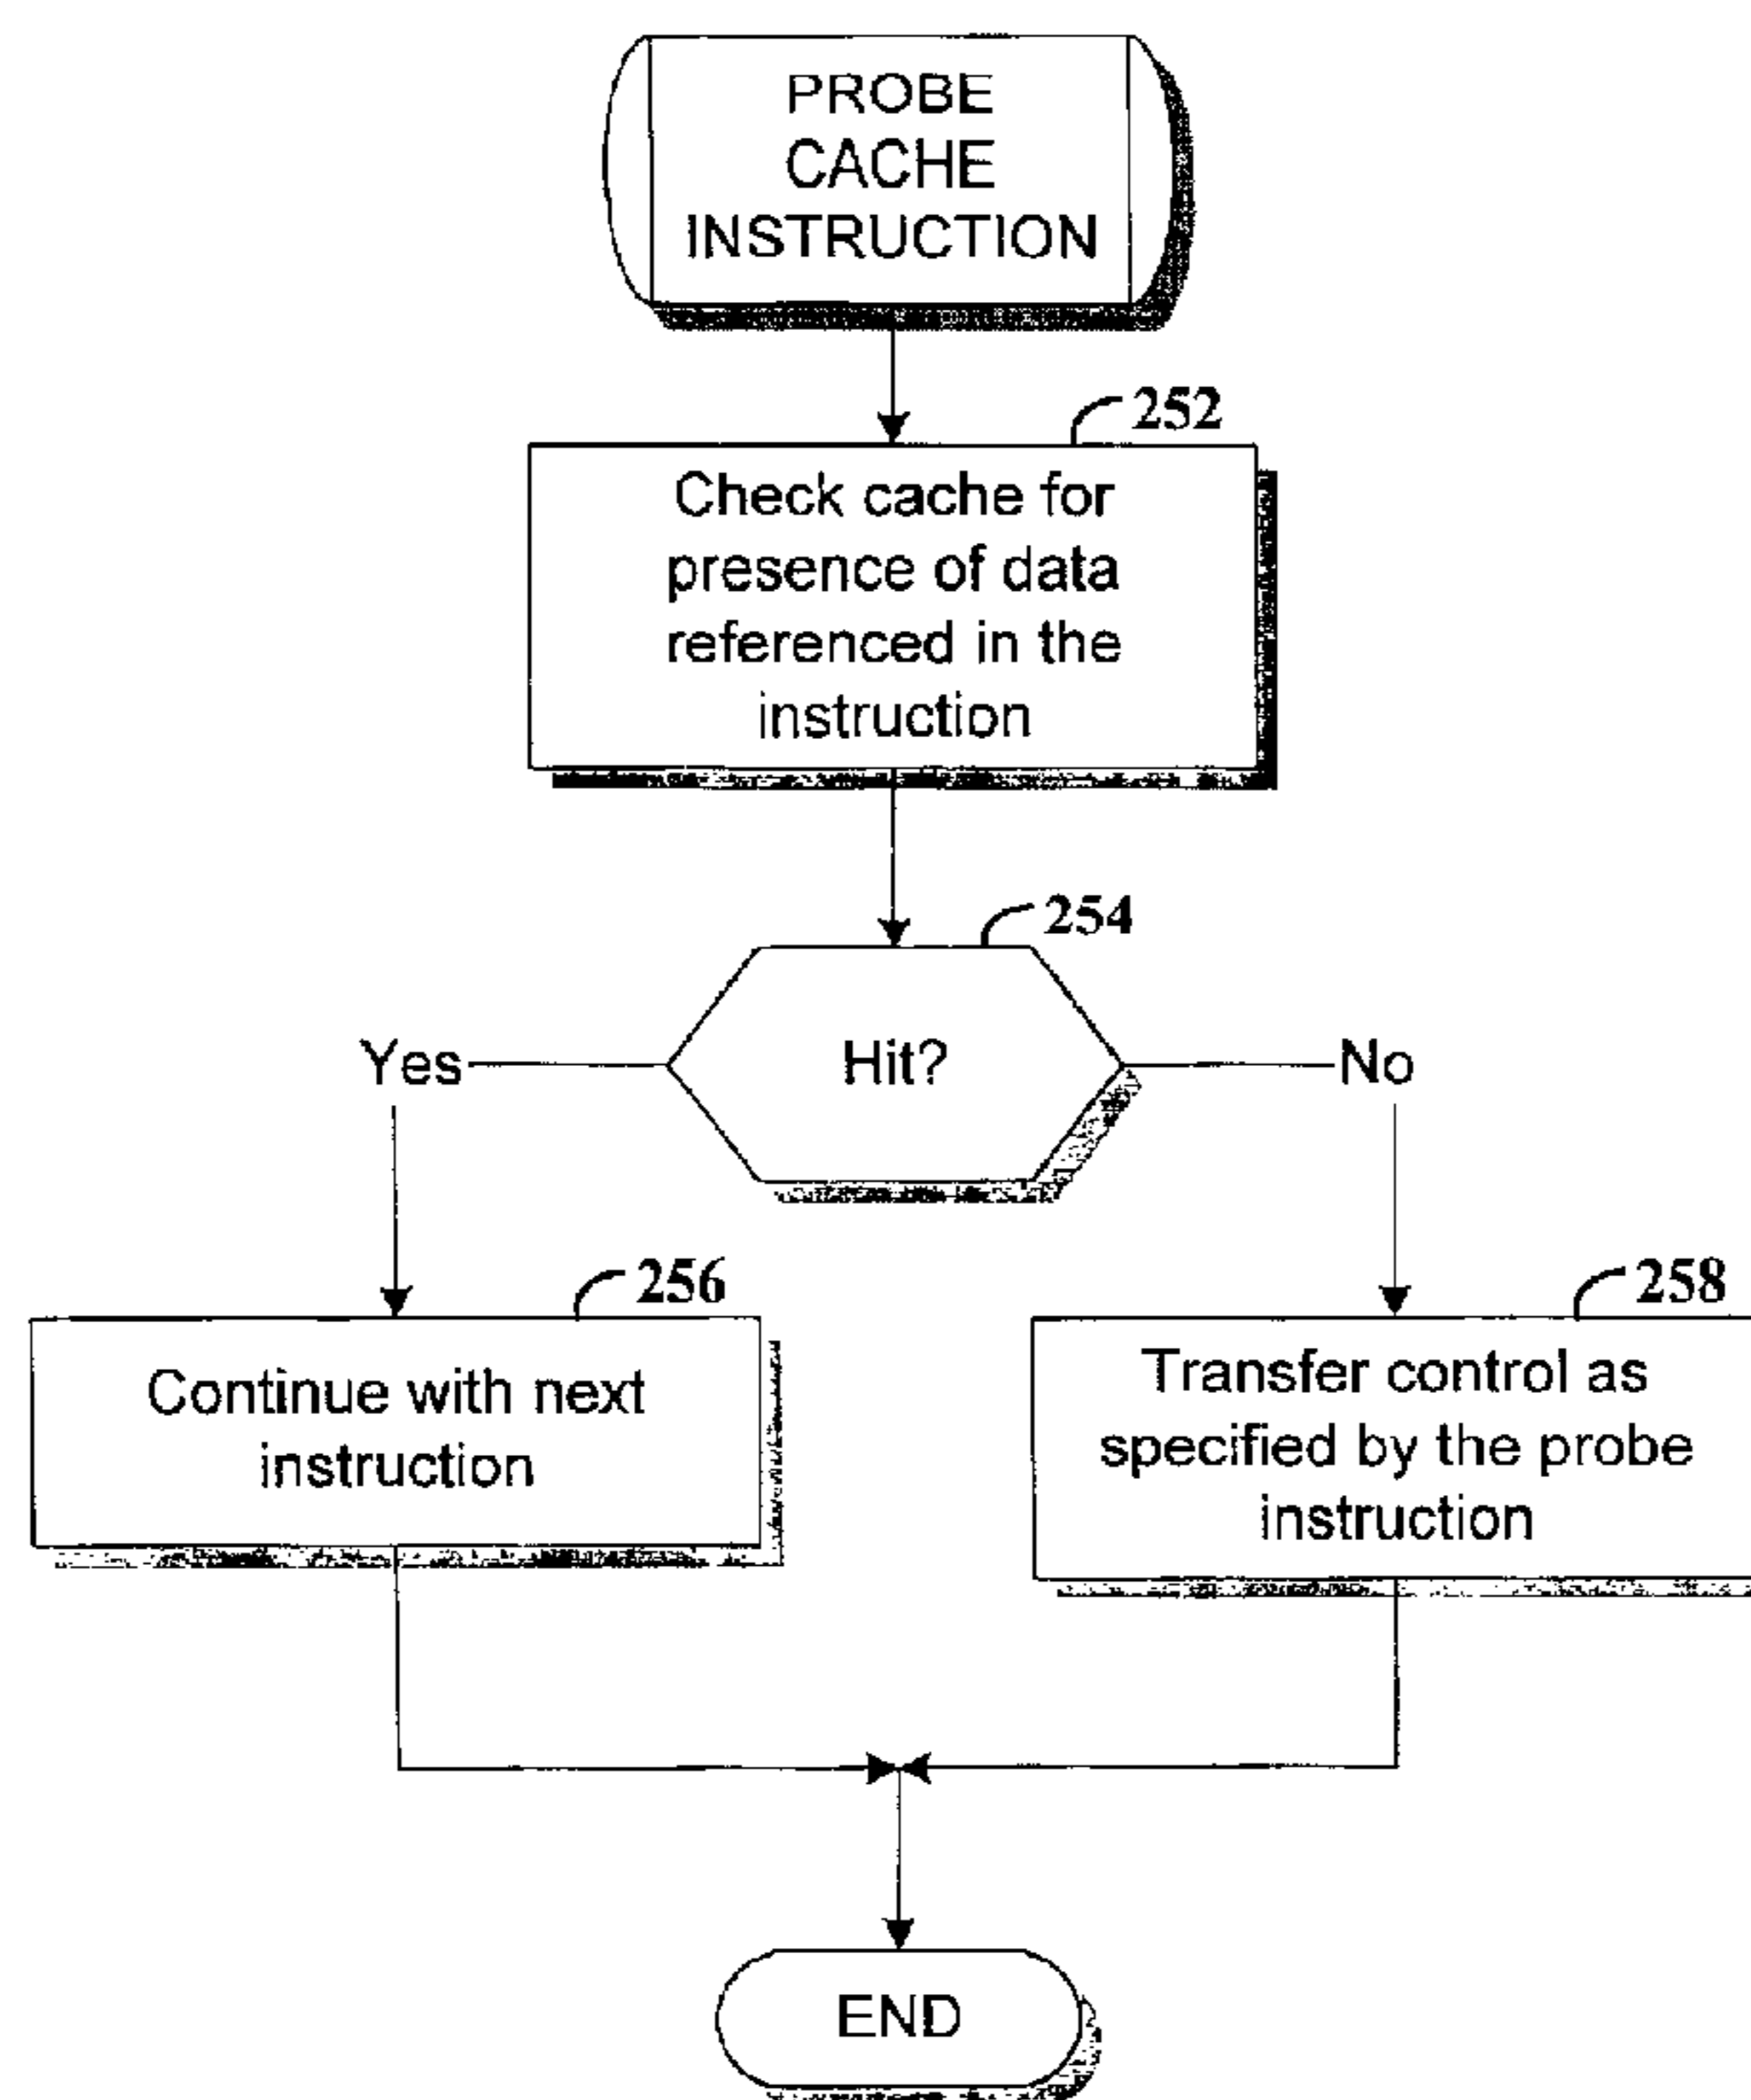 PROBE
CACHE
INSTRUCTION
252
Check cache for
presence of data
referenced in the
instruction
254
Hit?
Yes
No
256
Continue with next
instruction
258
Transfer control as
specified by the probe
instruction
END